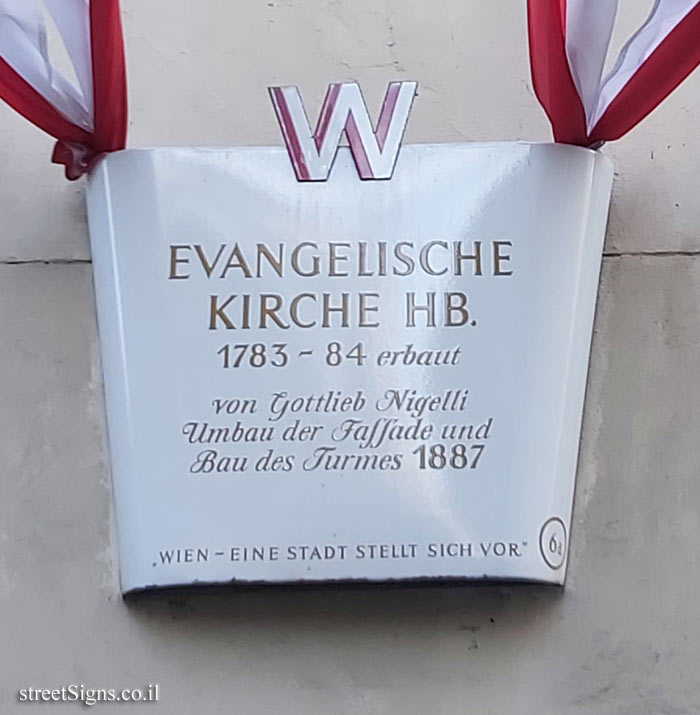 W
EVANGELISCHE
KIRCHE HB.
1783 - 84 erbaut
von Gottlieb Nigelli
Umbau der Faſſade und
Bau des Turmes 1887
„WIEN – EINE STADT STELLT SICH VOR."
6a
streetSigns.co.il